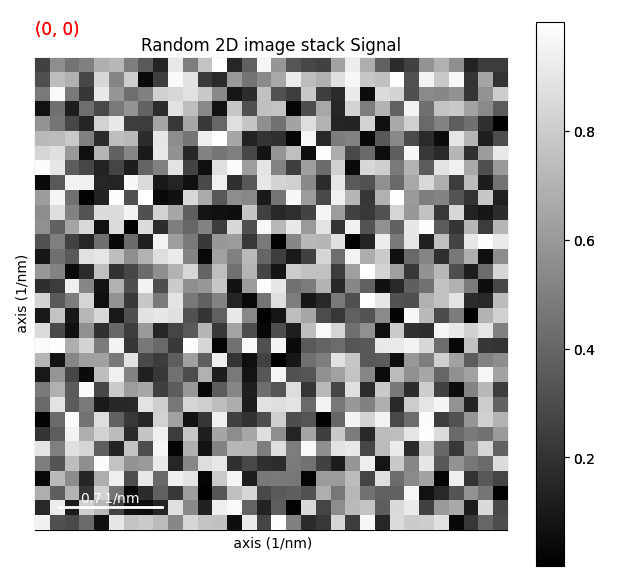 (0, 0)
Random 2D image stack Signal
0.8
0.6
0.4
0.2
axis (1/nm)
0.7 1/nm
axis (1/nm)